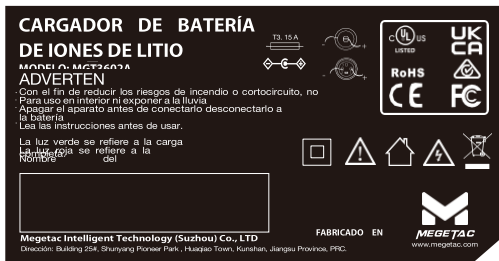 CARGADOR DE BATERÍA
DE IONES DE LITIO
MODELO: MGT3602A
ADVERTEN
Con el fin de reducir los riesgos de incendio o cortocircuito, no
Para uso en interior ni exponer a la lluvia
Apagar el aparato antes de conectarlo desconectarlo a
la batería
Lea las instrucciones antes de usar.
La luz verde se refiere a la carga
La luz roja se refiere a la
Nombre del
T3. 15 A
C UL US
LISTED
UK
CA
RoHS
CE
FC
Megetac Intelligent Technology (Suzhou) Co., LTD
Dirección: Building 25#, Shunyang Pioneer Park , Huaqiao Town, Kunshan, Jiangsu Province, PRC.
FABRICADO EN
MEGETAC
www.megetac.com